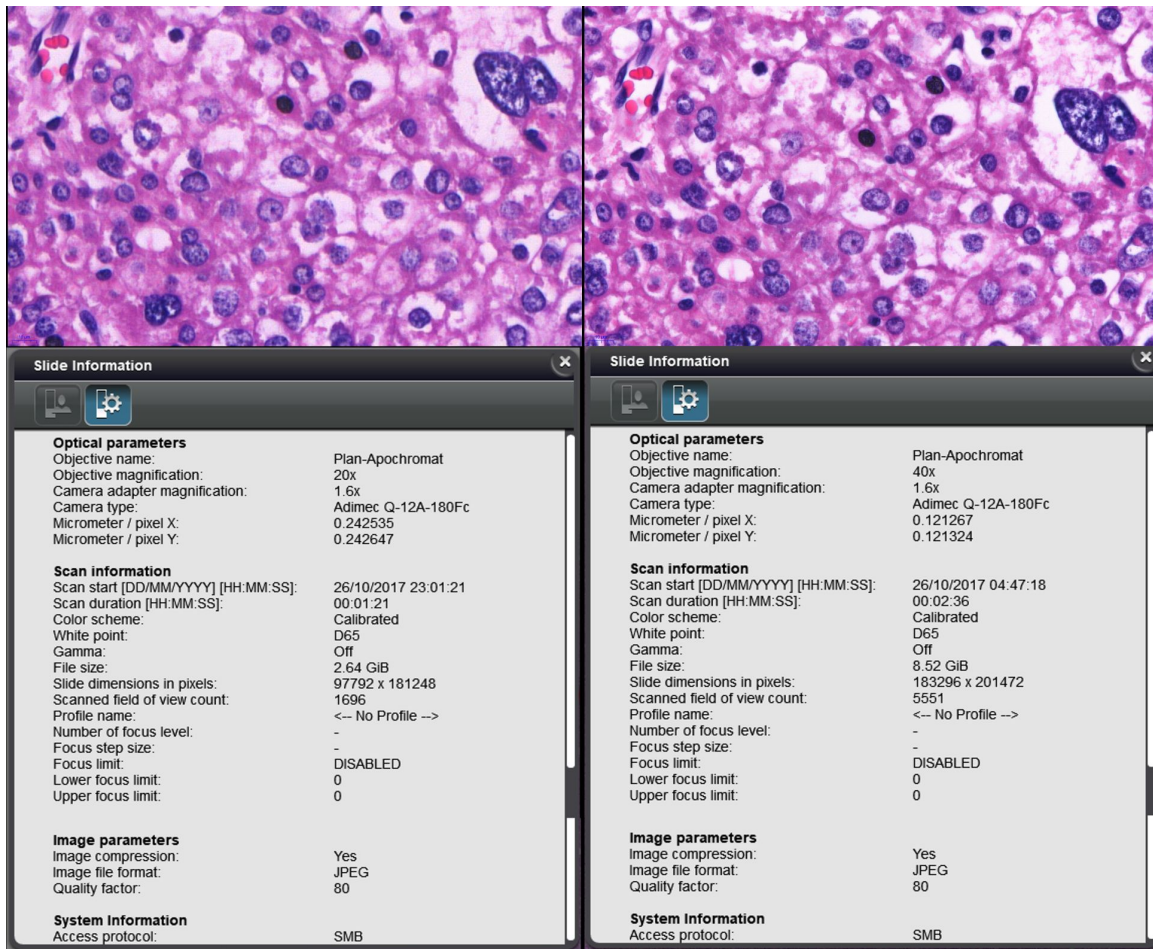 Slide Information
Optical parameters
Objective name: Plan-Apochromat
Objective magnification: 20x
Camera adapter magnification: 1.6x
Camera type: Adimec Q-12A-180Fc
Micrometer / pixel X: 0.242535
Micrometer / pixel Y: 0.242647
Scan information
Scan start [DD/MM/YYYY] [HH:MM:SS]: 26/10/2017 23:01:21
Scan duration [HH:MM:SS]: 00:01:21
Color scheme: Calibrated
White point: D65
Gamma: Off
File size: 2.64 GiB
Slide dimensions in pixels: 97792 x 181248
Scanned field of view count: 1696
Profile name: <-- No Profile -->
Number of focus level: -
Focus step size: -
Focus limit: DISABLED
Lower focus limit: 0
Upper focus limit: 0
Image parameters
Image compression: Yes
Image file format: JPEG
Quality factor: 80
System Information
Access protocol: SMB
Slide Information
Optical parameters
Objective name: Plan-Apochromat
Objective magnification: 40x
Camera adapter magnification: 1.6x
Camera type: Adimec Q-12A-180Fc
Micrometer / pixel X: 0.121267
Micrometer / pixel Y: 0.121324
Scan information
Scan start [DD/MM/YYYY] [HH:MM:SS]: 26/10/2017 04:47:18
Scan duration [HH:MM:SS]: 00:02:36
Color scheme: Calibrated
White point: D65
Gamma: Off
File size: 8.52 GiB
Slide dimensions in pixels: 183296 x 201472
Scanned field of view count: 5551
Profile name: <-- No Profile -->
Number of focus level: -
Focus step size: -
Focus limit: DISABLED
Lower focus limit: 0
Upper focus limit: 0
Image parameters
Image compression: Yes
Image file format: JPEG
Quality factor: 80
System Information
Access protocol: SMB